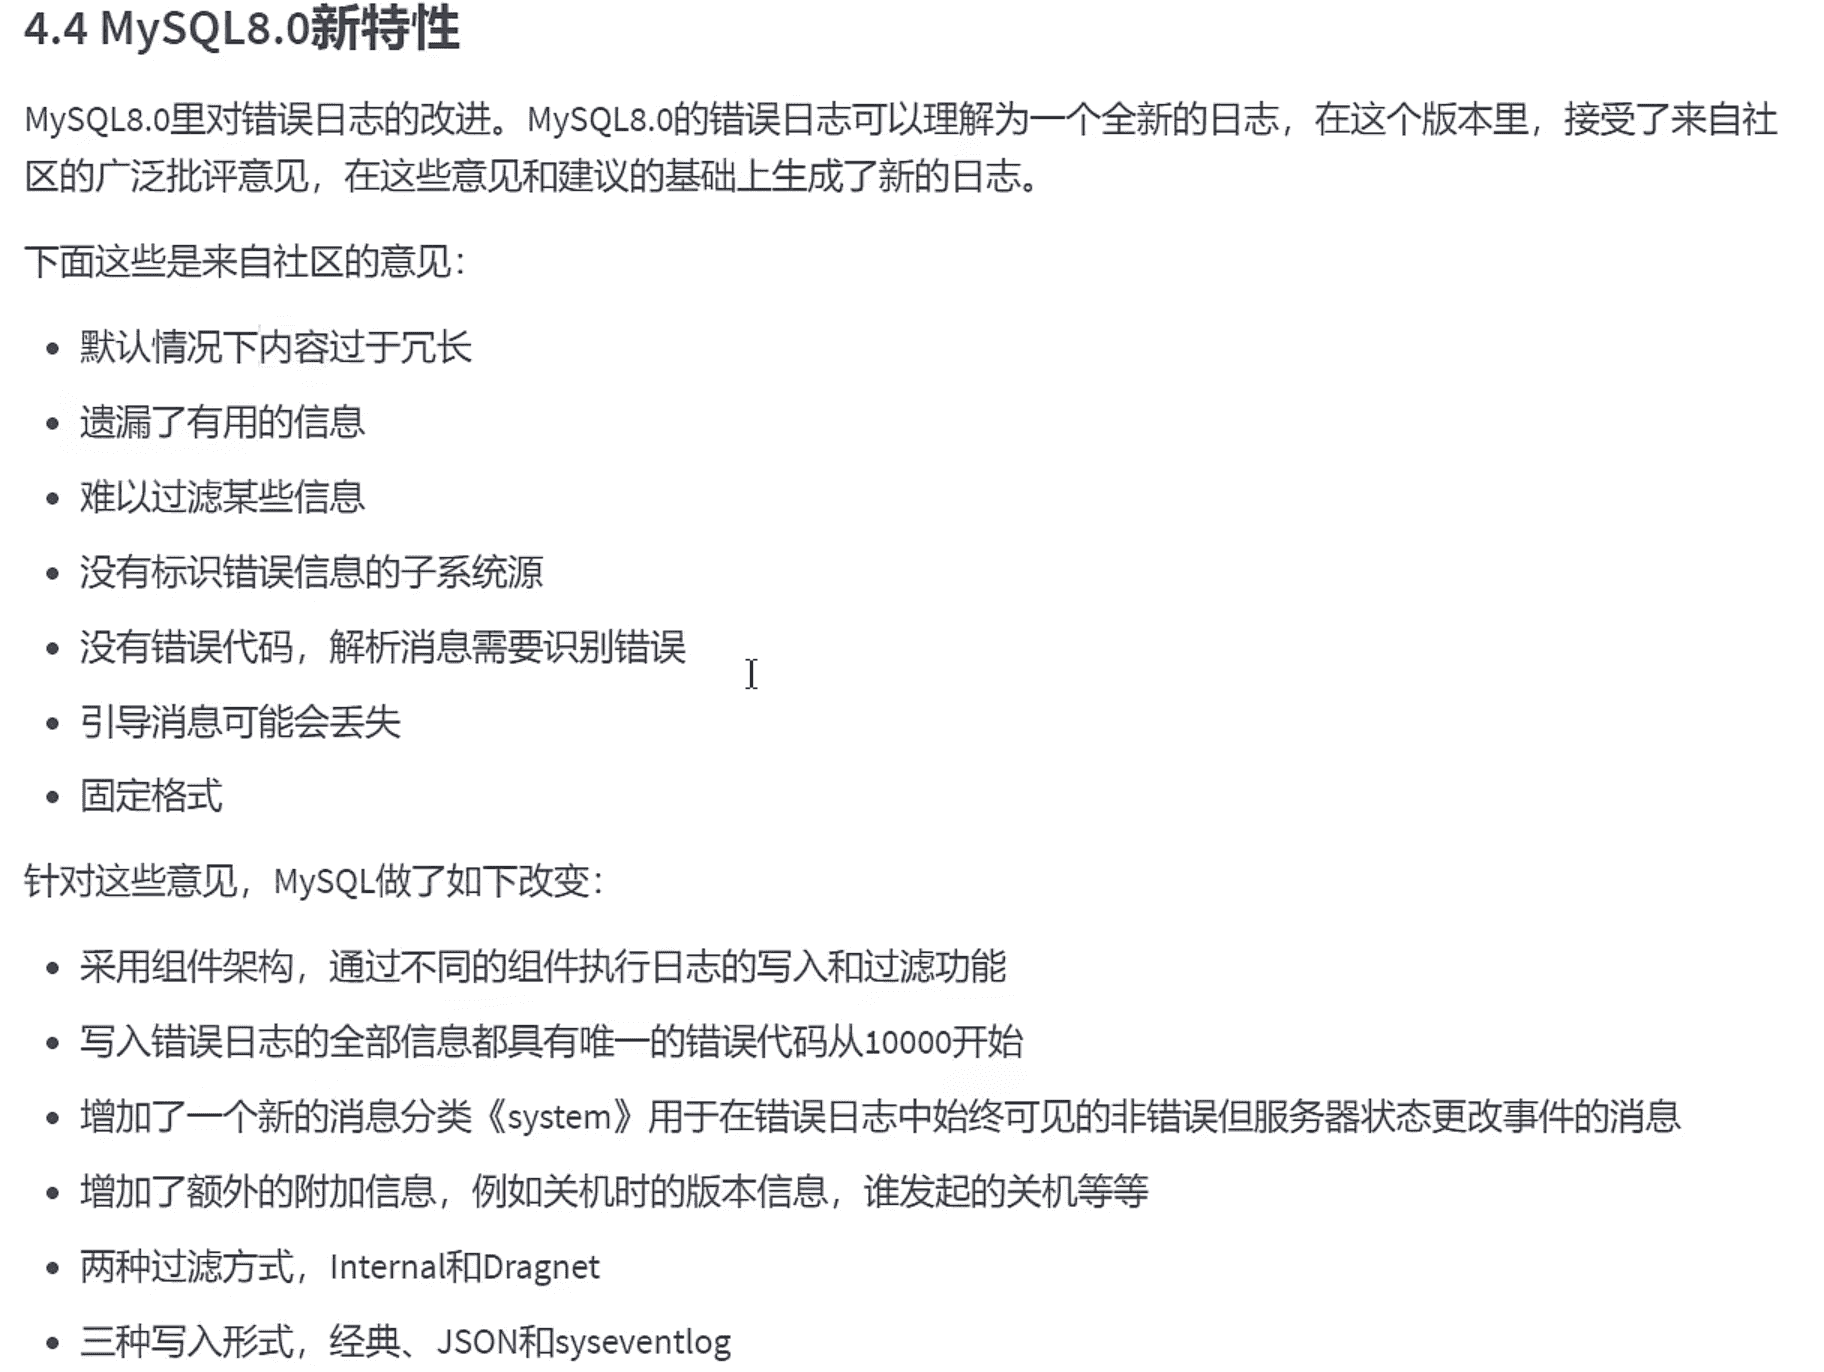 4.4 MySQL8.0新特性
MySQL8.0里对错误日志的改进。MySQL8.0的错误日志可以理解为一个全新的日志，在这个版本里，接受了来自社
区的广泛批评意见，在这些意见和建议的基础上生成了新的日志。
下面这些是来自社区的意见：
• 默认情况下内容过于冗长
• 遗漏了有用的信息
• 难以过滤某些信息
• 没有标识错误信息的子系统源
• 没有错误代码，解析消息需要识别错误
• 引导消息可能会丢失
• 固定格式
针对这些意见，MySQL做了如下改变：
• 采用组件架构，通过不同的组件执行日志的写入和过滤功能
• 写入错误日志的全部信息都具有唯一的错误代码从10000开始
• 增加了一个新的消息分类《system》用于在错误日志中始终可见的非错误但服务器状态更改事件的消息
• 增加了额外的附加信息，例如关机时的版本信息，谁发起的关机等等
• 两种过滤方式，Internal和Dragnet
• 三种写入形式，经典、JSON和syseventlog